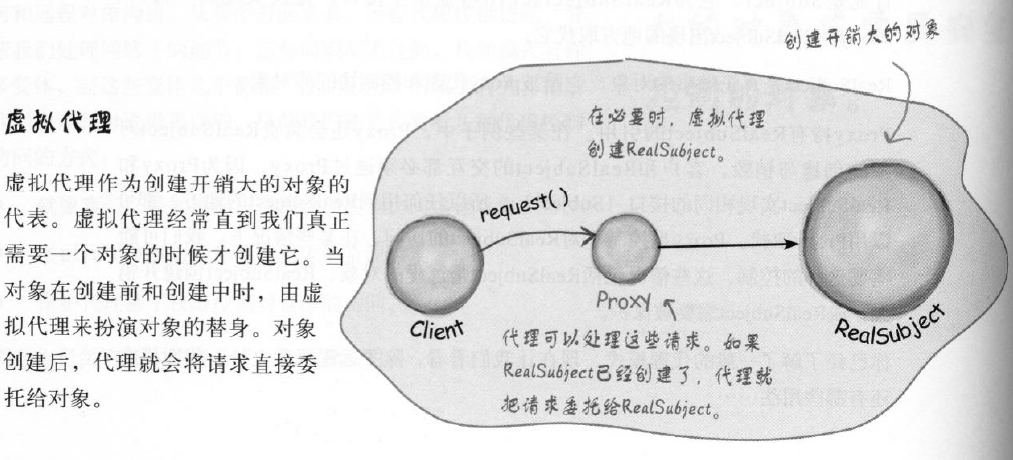 虚拟代理
虚拟代理作为创建开销大的对象的
代表。虚拟代理经常直到我们真正
需要一个对象的时候才创建它。当
对象在创建前和创建中时，由虚
拟代理来扮演对象的替身。对象
创建后，代理就会将请求直接委
托给对象。
创建开销大的对象
在必要时，虚拟代理
创建RealSubject。
request()
Client
Proxy
RealSubject
代理可以处理这些请求。如果
RealSubject已经创建了，代理就
把请求委托给RealSubject。